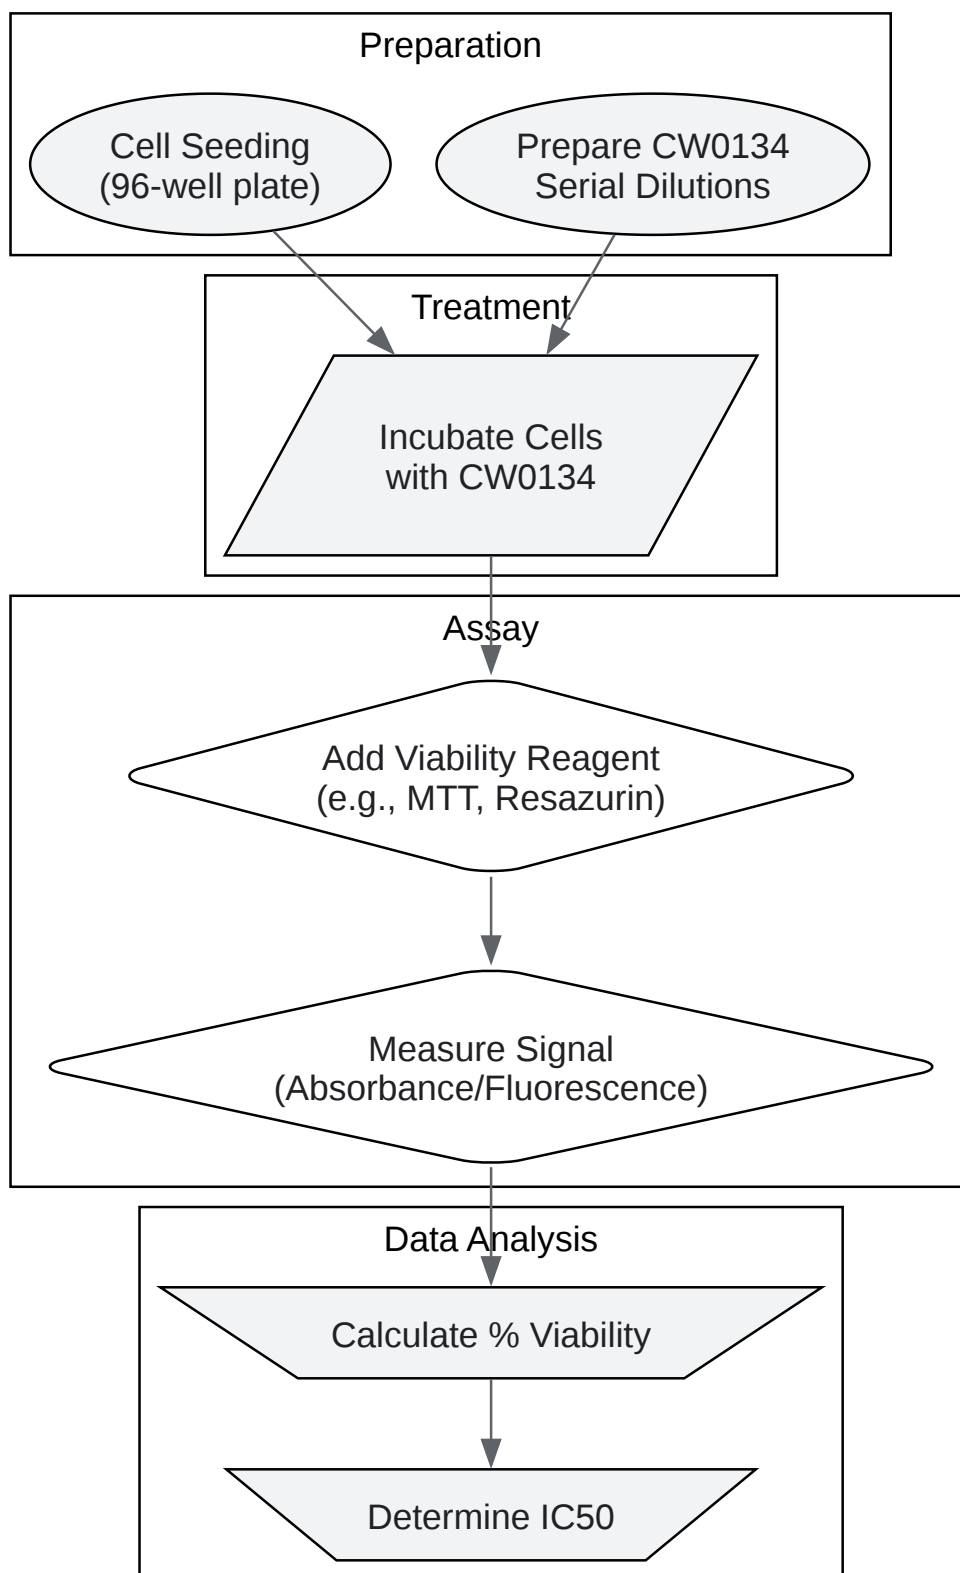 Preparation
Cell Seeding
(96-well plate)
Prepare CW0134
Serial Dilutions
Treatment
Incubate Cells
with CW0134
Assay
Add Viability Reagent
(e.g., MTT, Resazurin)
Measure Signal
(Absorbance/Fluorescence)
Data Analysis
Calculate % Viability
Determine IC50